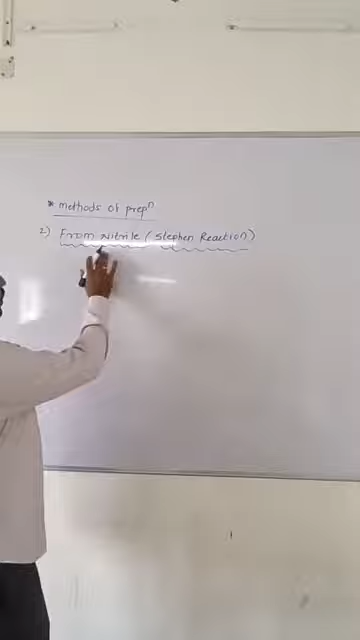 * methods of prepⁿ
2) From Nitrile (Stephen Reaction)